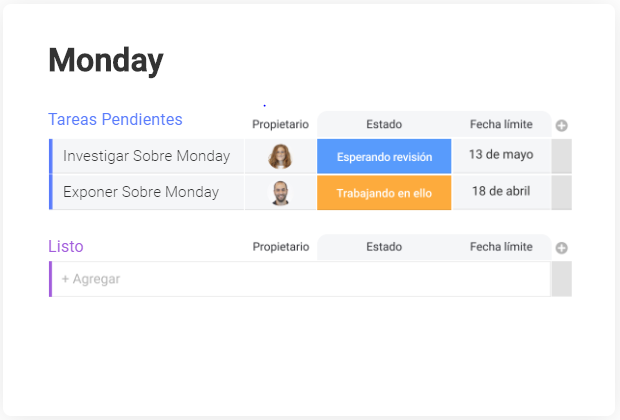 Monday
Tareas Pendientes Propietario Estado Fecha límite
Investigar Sobre Monday Esperando revisión 13 de mayo
Exponer Sobre Monday Trabajando en ello 18 de abril
Listo Propietario Estado Fecha límite
+ Agregar